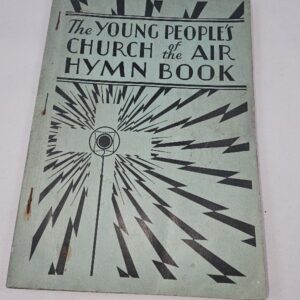 The YOUNG PEOPLE'S
CHURCH of the AIR
HYMN BOOK